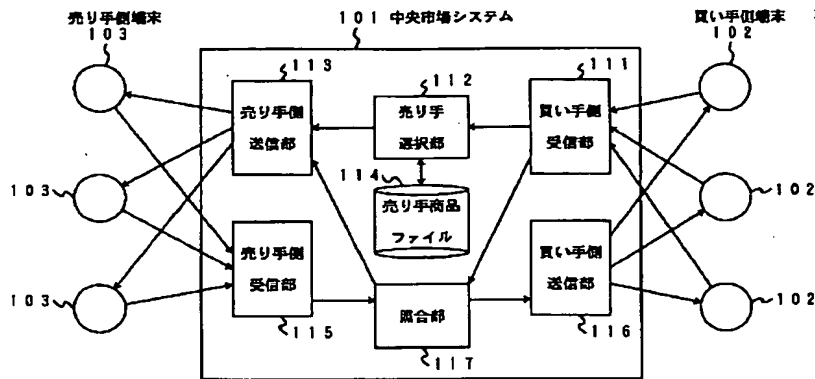 売り手側端末
103
101 中央市場システム
買い手側端末
102
113
112
111
売り手側
送信部
売り手
選択部
買い手側
受信部
114
売り手商品
ファイル
103
102
売り手側
受信部
照合部
買い手側
送信部
103
102
115
117
116